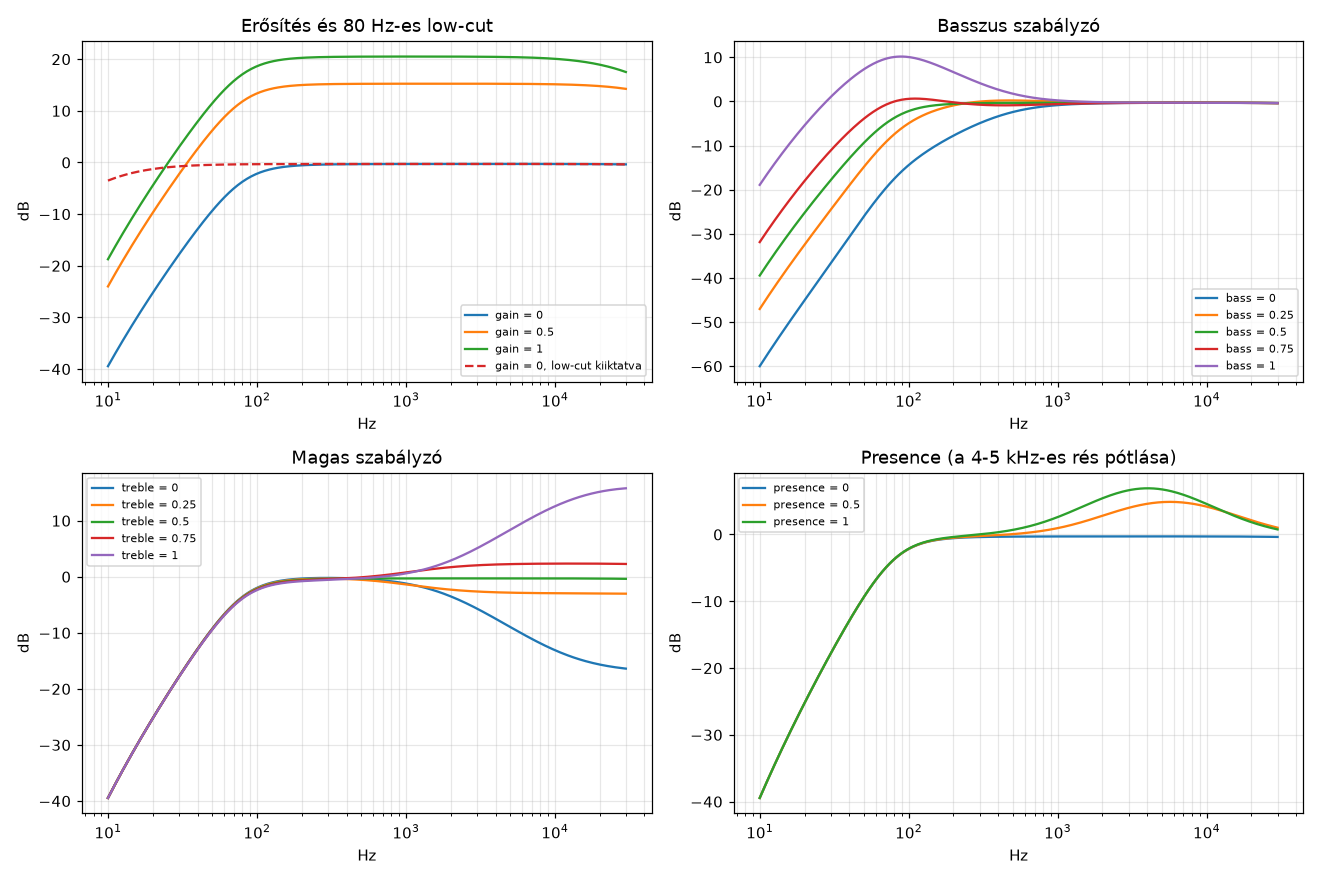 Erősítés és 80 Hz-es low-cut
20
10
0
−10
−20
−30
−40
dB
gain = 0
gain = 0.5
gain = 1
gain = 0, low-cut kiiktatva
10¹
10²
10³
10⁴
Hz
Basszus szabályzó
10
0
−10
−20
−30
−40
−50
−60
dB
bass = 0
bass = 0.25
bass = 0.5
bass = 0.75
bass = 1
10¹
10²
10³
10⁴
Hz
Magas szabályzó
treble = 0
treble = 0.25
treble = 0.5
treble = 0.75
treble = 1
10
0
−10
−20
−30
−40
dB
10¹
10²
10³
10⁴
Hz
Presence (a 4-5 kHz-es rés pótlása)
presence = 0
presence = 0.5
presence = 1
0
−10
−20
−30
−40
dB
10¹
10²
10³
10⁴
Hz